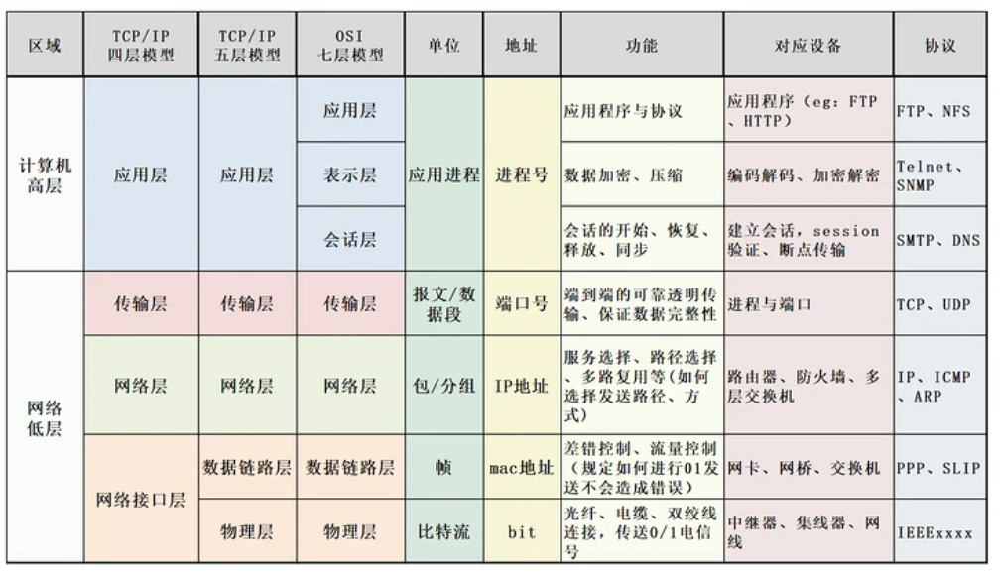 区域
TCP/IP
四层模型
TCP/IP
五层模型
OSI
七层模型
单位
地址
功能
对应设备
协议
计算机
高层
应用层
应用层
应用层
应用进程
进程号
应用程序与协议
应用程序（eg：FTP
、HTTP）
FTP、NFS
表示层
数据加密、压缩
编码解码、加密解密
Telnet、
SNMP
会话层
会话的开始、恢复、
释放、同步
建立会话，session
验证、断点传输
SMTP、DNS
网络
低层
传输层
传输层
传输层
报文/数
据段
端口号
端到端的可靠透明传
输、保证数据完整性
进程与端口
TCP、UDP
网络层
网络层
网络层
包/分组
IP地址
服务选择、路径选择
、多路复用等(如何
选择发送路径、方
式)
路由器、防火墙、多
层交换机
IP、ICMP
、ARP
网络接口层
数据链路层
数据链路层
帧
mac地址
差错控制、流量控制
（规定如何进行01发
送不会造成错误）
网卡、网桥、交换机
PPP、SLIP
物理层
物理层
比特流
bit
光纤、电缆、双绞线
连接，传送0/1电信
号
中继器、集线器、网
线
IEEExxxx